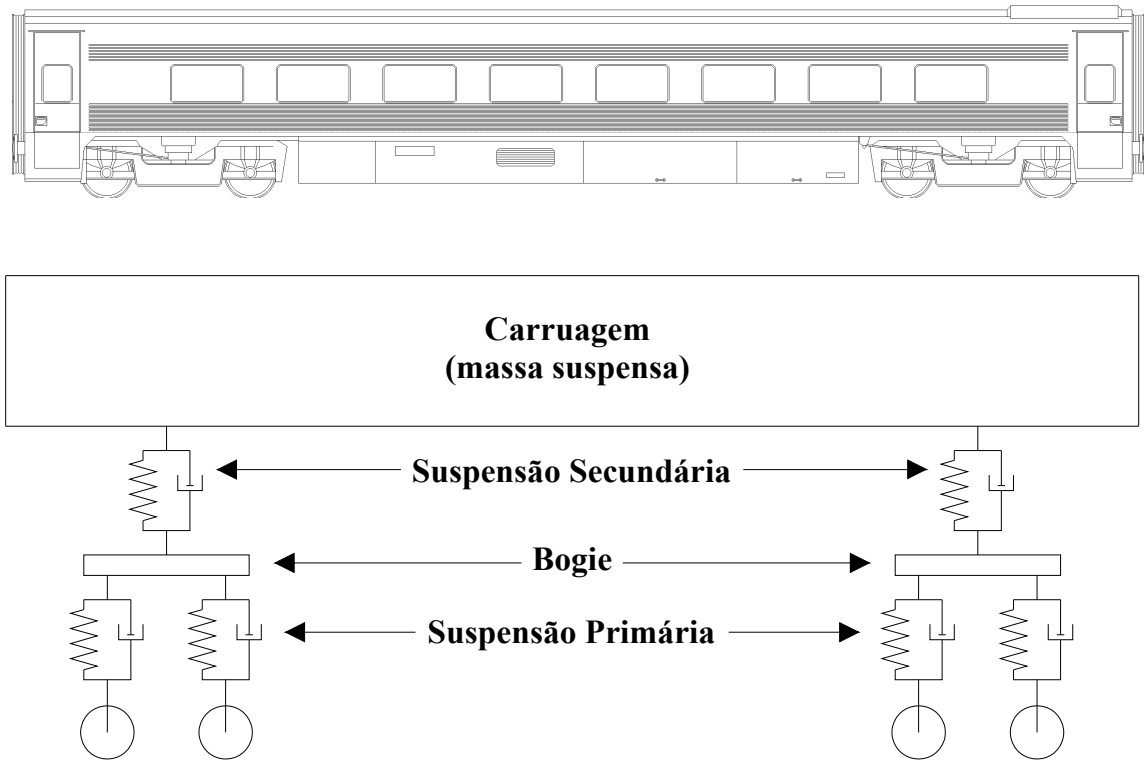 Carruagem
(massa suspensa)
Suspensão Secundária
Bogie
Suspensão Primária